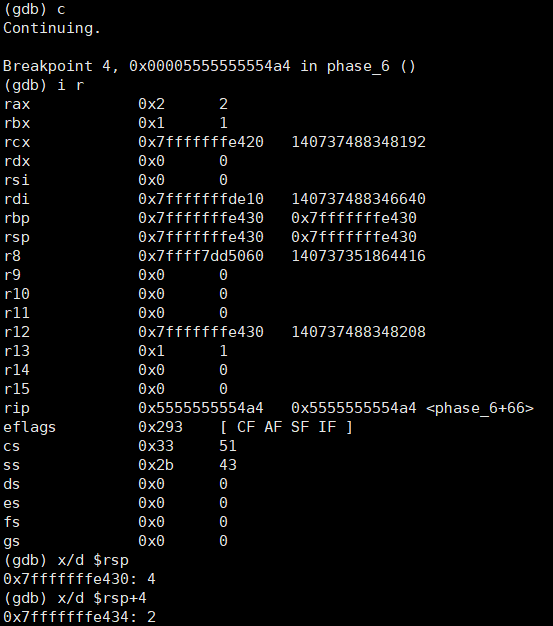 (gdb) c
Continuing.

Breakpoint 4, 0x00005555555554a4 in phase_6 ()
(gdb) i r
rax            0x2      2
rbx            0x1      1
rcx            0x7fffffffe420   140737488348192
rdx            0x0      0
rsi            0x0      0
rdi            0x7fffffffde10   140737488346640
rbp            0x7fffffffe430   0x7fffffffe430
rsp            0x7fffffffe430   0x7fffffffe430
r8             0x7ffff7dd5060   140737351864416
r9             0x0      0
r10            0x0      0
r11            0x0      0
r12            0x7fffffffe430   140737488348208
r13            0x1      1
r14            0x0      0
r15            0x0      0
rip            0x5555555554a4   0x5555555554a4 <phase_6+66>
eflags         0x293    [ CF AF SF IF ]
cs             0x33     51
ss             0x2b     43
ds             0x0      0
es             0x0      0
fs             0x0      0
gs             0x0      0
(gdb) x/d $rsp
0x7fffffffe430: 4
(gdb) x/d $rsp+4
0x7fffffffe434: 2